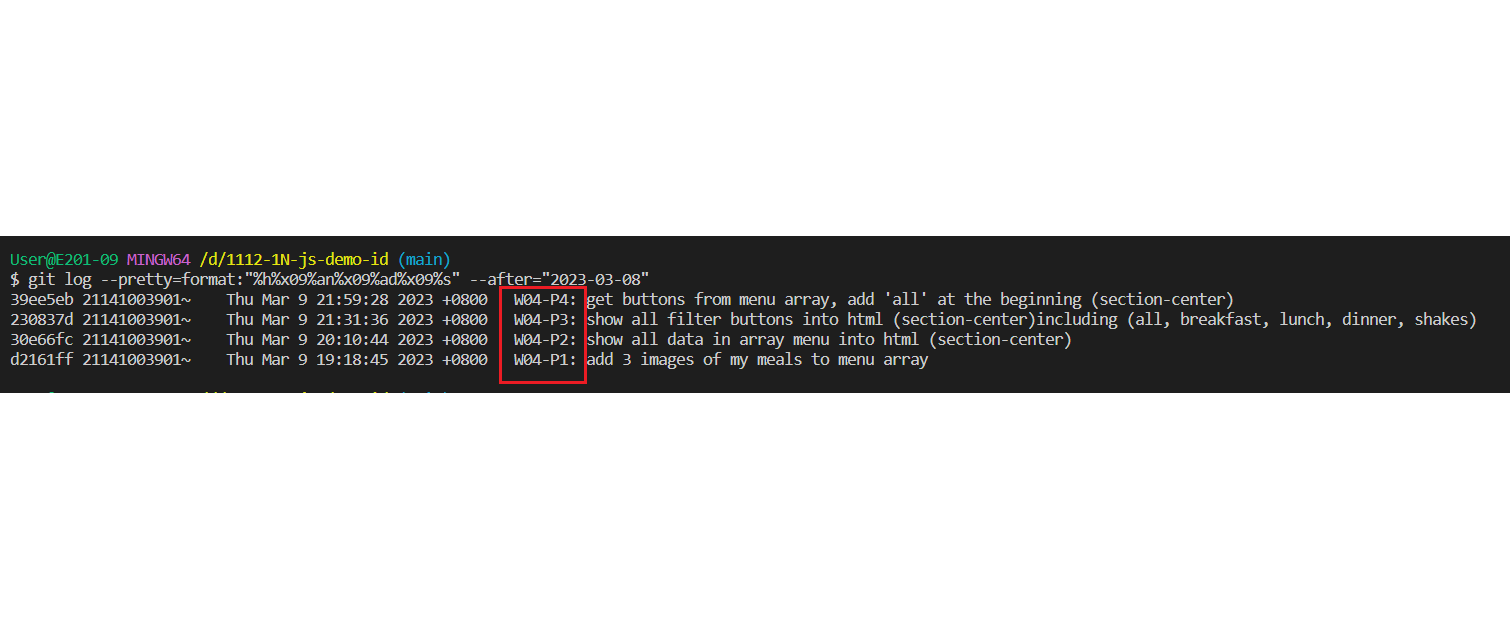 User@E201-09 MINGW64 /d/1112-1N-js-demo-id (main)
$ git log --pretty=format:"%h%x09%an%x09%ad%x09%s" --after="2023-03-08"
39ee5eb 21141003901~    Thu Mar 9 21:59:28 2023 +0800   W04-P4: get buttons from menu array, add 'all' at the beginning (section-center)
230837d 21141003901~    Thu Mar 9 21:31:36 2023 +0800   W04-P3: show all filter buttons into html (section-center)including (all, breakfast, lunch, dinner, shakes)
30e66fc 21141003901~    Thu Mar 9 20:10:44 2023 +0800   W04-P2: show all data in array menu into html (section-center)
d2161ff 21141003901~    Thu Mar 9 19:18:45 2023 +0800   W04-P1: add 3 images of my meals to menu array